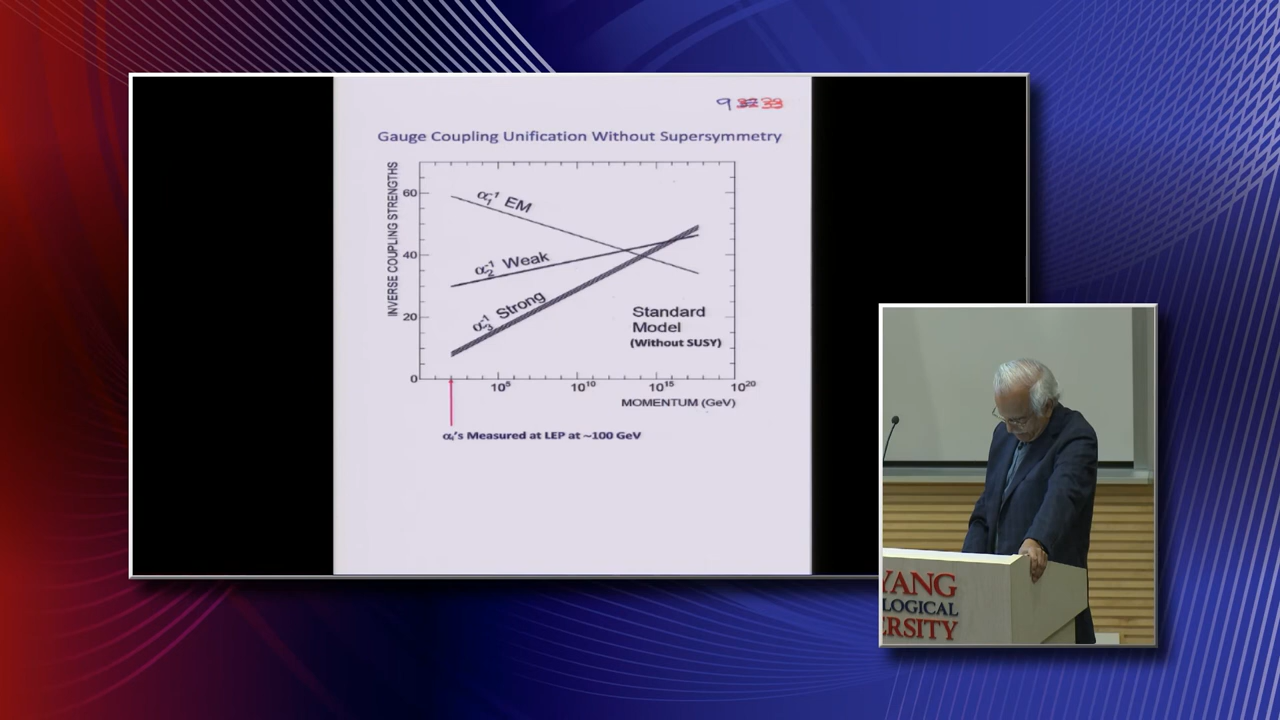 9 32 33
Gauge Coupling Unification Without Supersymmetry
INVERSE COUPLING STRENGTHS
60
40
20
0
α₁⁻¹ EM
α₂⁻¹ Weak
α₃⁻¹ Strong
Standard
Model
(Without SUSY)
10⁵ 10¹⁰ 10¹⁵ 10²⁰
MOMENTUM (GeV)
αᵢ's Measured at LEP at ~100 GeV
YANG
LOGICAL
ERSITY